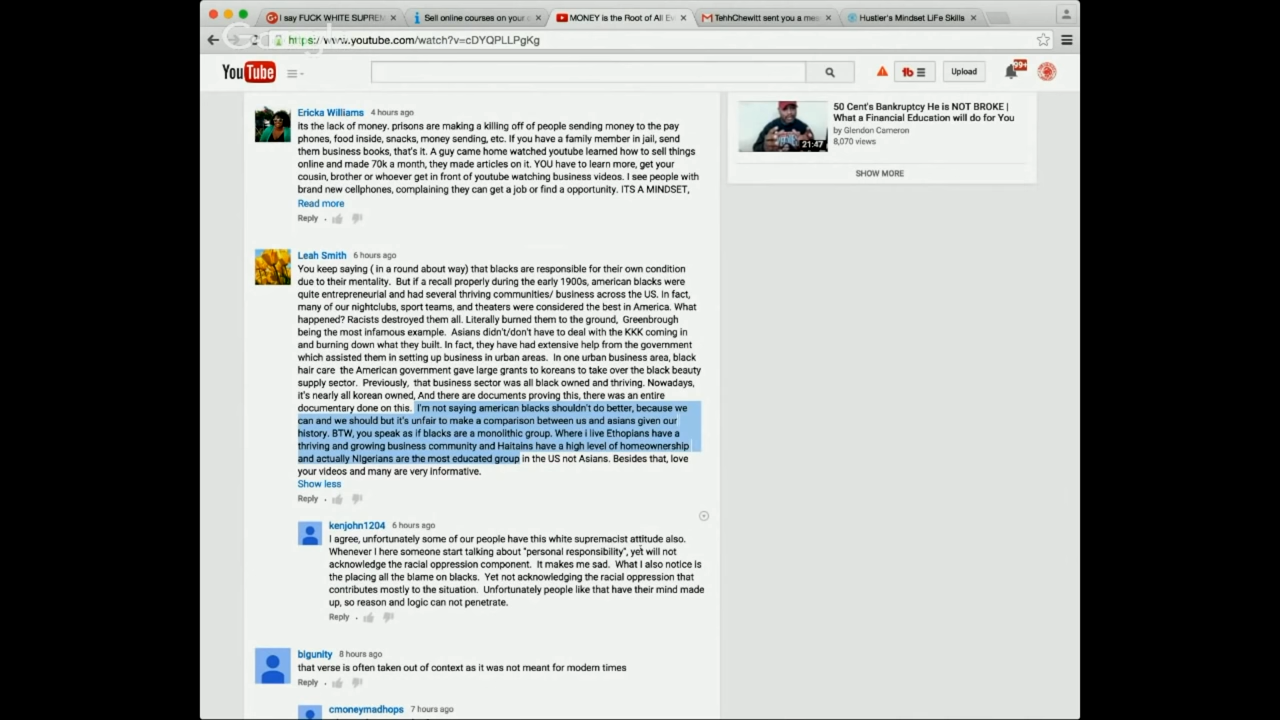 I say FUCK WHITE SUPREM
Sell online courses on your
MONEY is the Root of All Ev
TehhChewitt sent you a me
Hustler's Mindset LiFe Skills
https://www.youtube.com/watch?v=cDYQPLLPgKg
YouTube
Upload
99+
Ericka Williams 4 hours ago
its the lack of money. prisons are making a killing off of people sending money to the pay
phones, food inside, snacks, money sending, etc. If you have a family member in jail, send
them business books, that's it. A guy came home watched youtube learned how to sell things
online and made 70k a month, they made articles on it. YOU have to learn more, get your
cousin, brother or whoever get in front of youtube watching business videos. I see people with
brand new cellphones, complaining they can get a job or find a opportunity. ITS A MINDSET,
Read more
Reply
Leah Smith 6 hours ago
You keep saying ( in a round about way) that blacks are responsible for their own condition
due to their mentality. But if a recall properly during the early 1900s, american blacks were
quite entrepreneurial and had several thriving communities/ business across the US. In fact,
many of our nightclubs, sport teams, and theaters were considered the best in America. What
happened? Racists destroyed them all. Literally burned them to the ground, Greenbrough
being the most infamous example. Asians didn't/don't have to deal with the KKK coming in
and burning down what they built. In fact, they have had extensive help from the government
which assisted them in setting up business in urban areas. In one urban business area, black
hair care the American government gave large grants to koreans to take over the black beauty
supply sector. Previously, that business sector was all black owned and thriving. Nowadays,
it's nearly all korean owned, And there are documents proving this, there was an entire
documentary done on this. I'm not saying american blacks shouldn't do better, because we
can and we should but it's unfair to make a comparison between us and asians given our
history. BTW, you speak as if blacks are a monolithic group. Where i live Ethopians have a
thriving and growing business community and Haitains have a high level of homeownership
and actually Nigerians are the most educated group in the US not Asians. Besides that, love
your videos and many are very informative.
Show less
Reply
kenjohn1204 6 hours ago
I agree, unfortunately some of our people have this white supremacist attitude also.
Whenever I here someone start talking about "personal responsibility", yet will not
acknowledge the racial oppression component. It makes me sad. What I also notice is
the placing all the blame on blacks. Yet not acknowledging the racial oppression that
contributes mostly to the situation. Unfortunately people like that have their mind made
up, so reason and logic can not penetrate.
Reply
bigunity 8 hours ago
that verse is often taken out of context as it was not meant for modern times
Reply
cmoneymadhops 7 hours ago
21:47
50 Cent's Bankruptcy He is NOT BROKE |
What a Financial Education will do for You
by Glendon Cameron
8,070 views
SHOW MORE